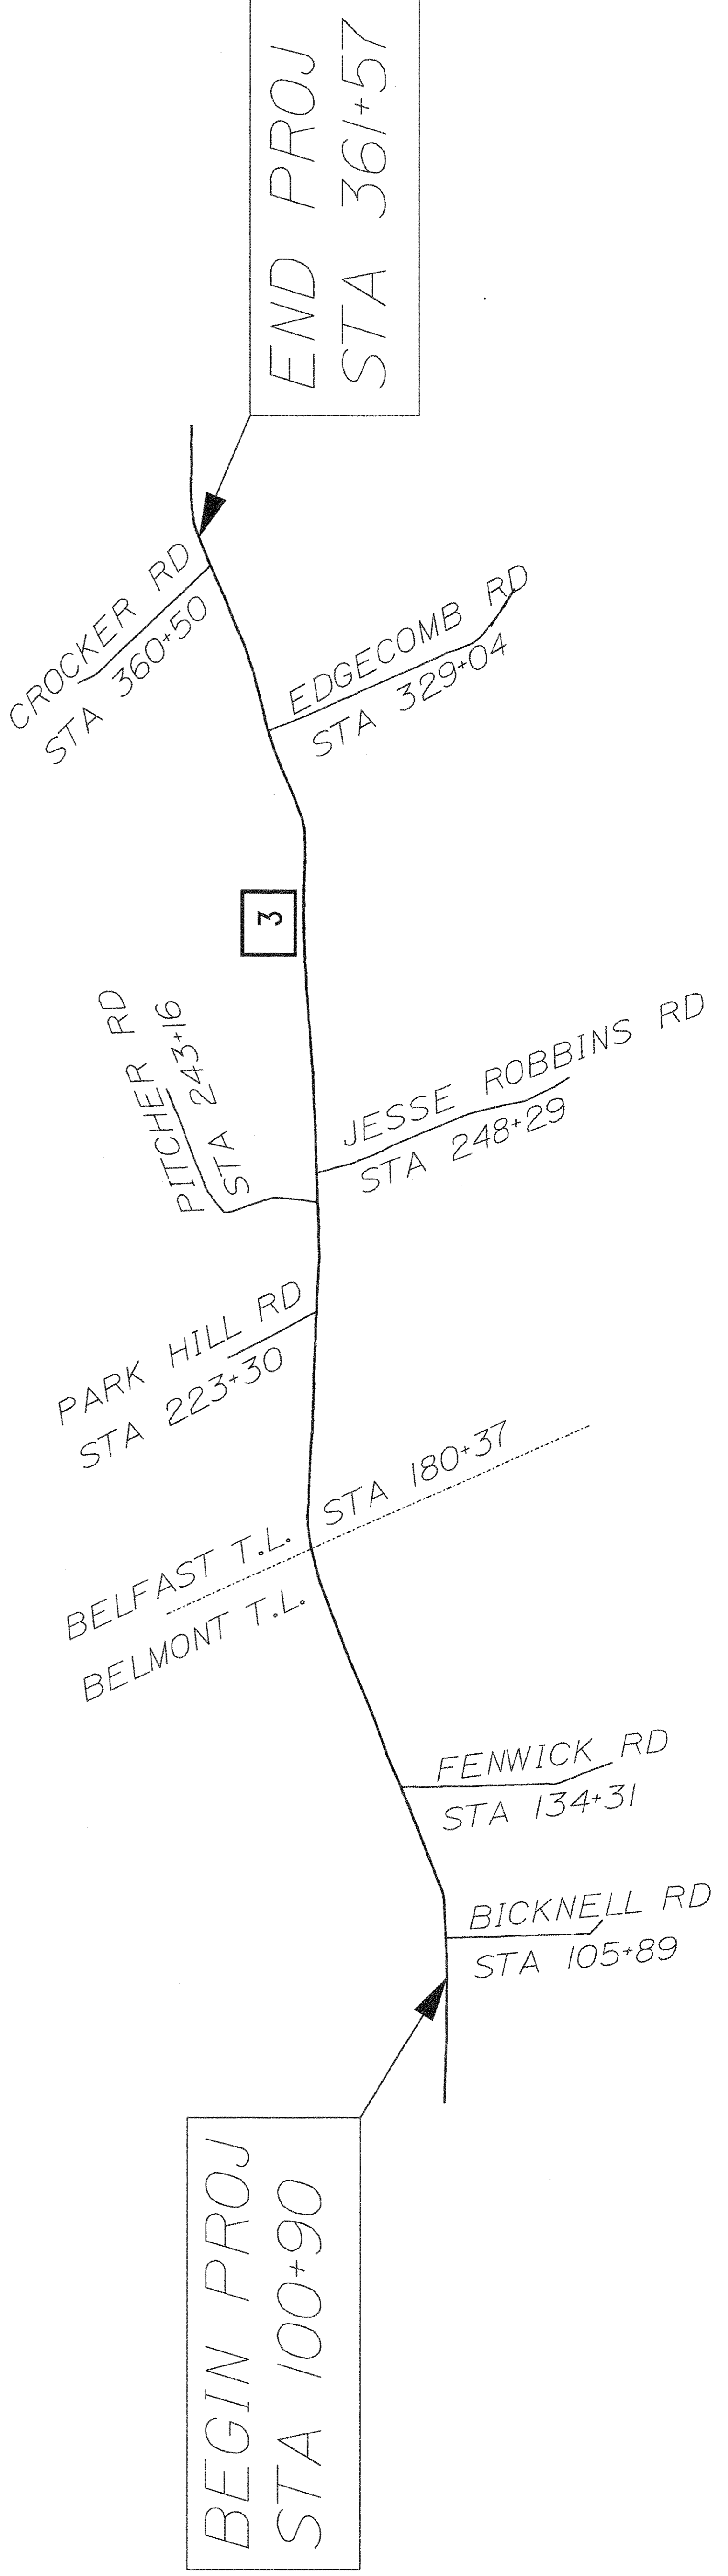 BEGIN PROJ
STA 100+90
BICKNELL RD
STA 105+89
FENWICK RD
STA 134+31
BELMONT T.L.
BELFAST T.L.
STA 180+37
PARK HILL RD
STA 223+30
PITCHER RD
STA 243+16
JESSE ROBBINS RD
STA 248+29
3
EDGECOMB RD
STA 329+04
CROCKER RD
STA 360+50
END PROJ
STA 361+57